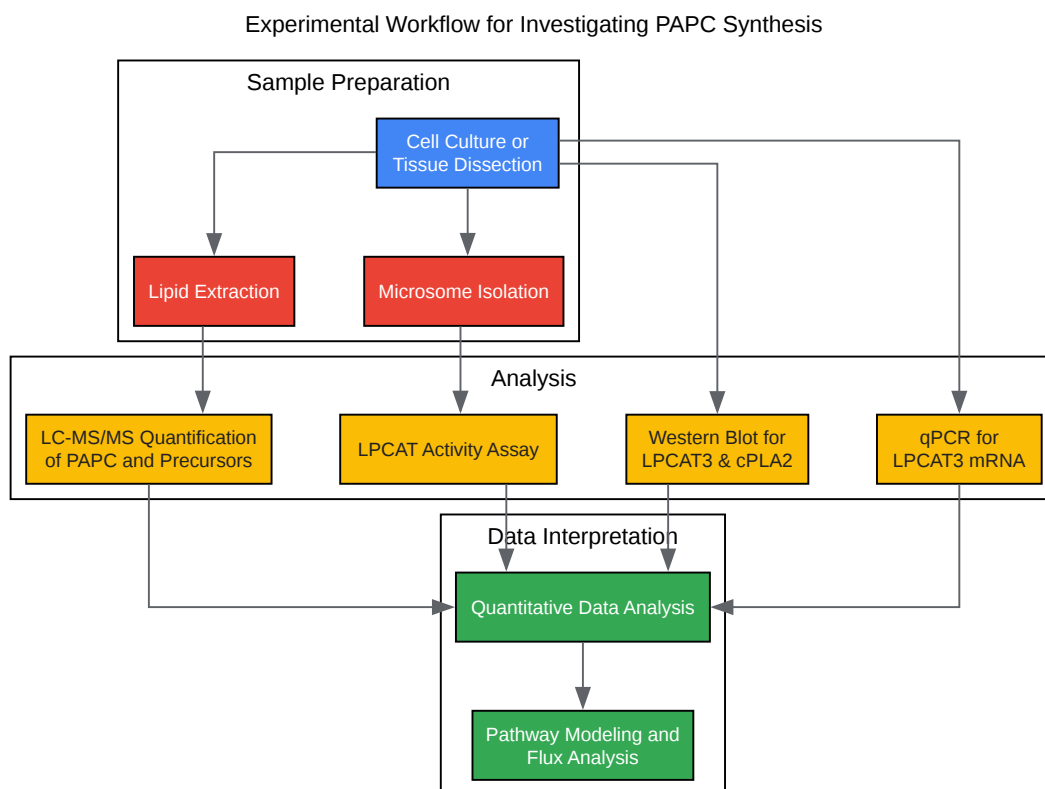 Experimental Workflow for Investigating PAPC Synthesis
Sample Preparation
Cell Culture or
Tissue Dissection
Lipid Extraction
Microsome Isolation
Analysis
LC-MS/MS Quantification
of PAPC and Precursors
LPCAT Activity Assay
Western Blot for
LPCAT3 & cPLA2
qPCR for
LPCAT3 mRNA
Data Interpretation
Quantitative Data Analysis
Pathway Modeling and
Flux Analysis